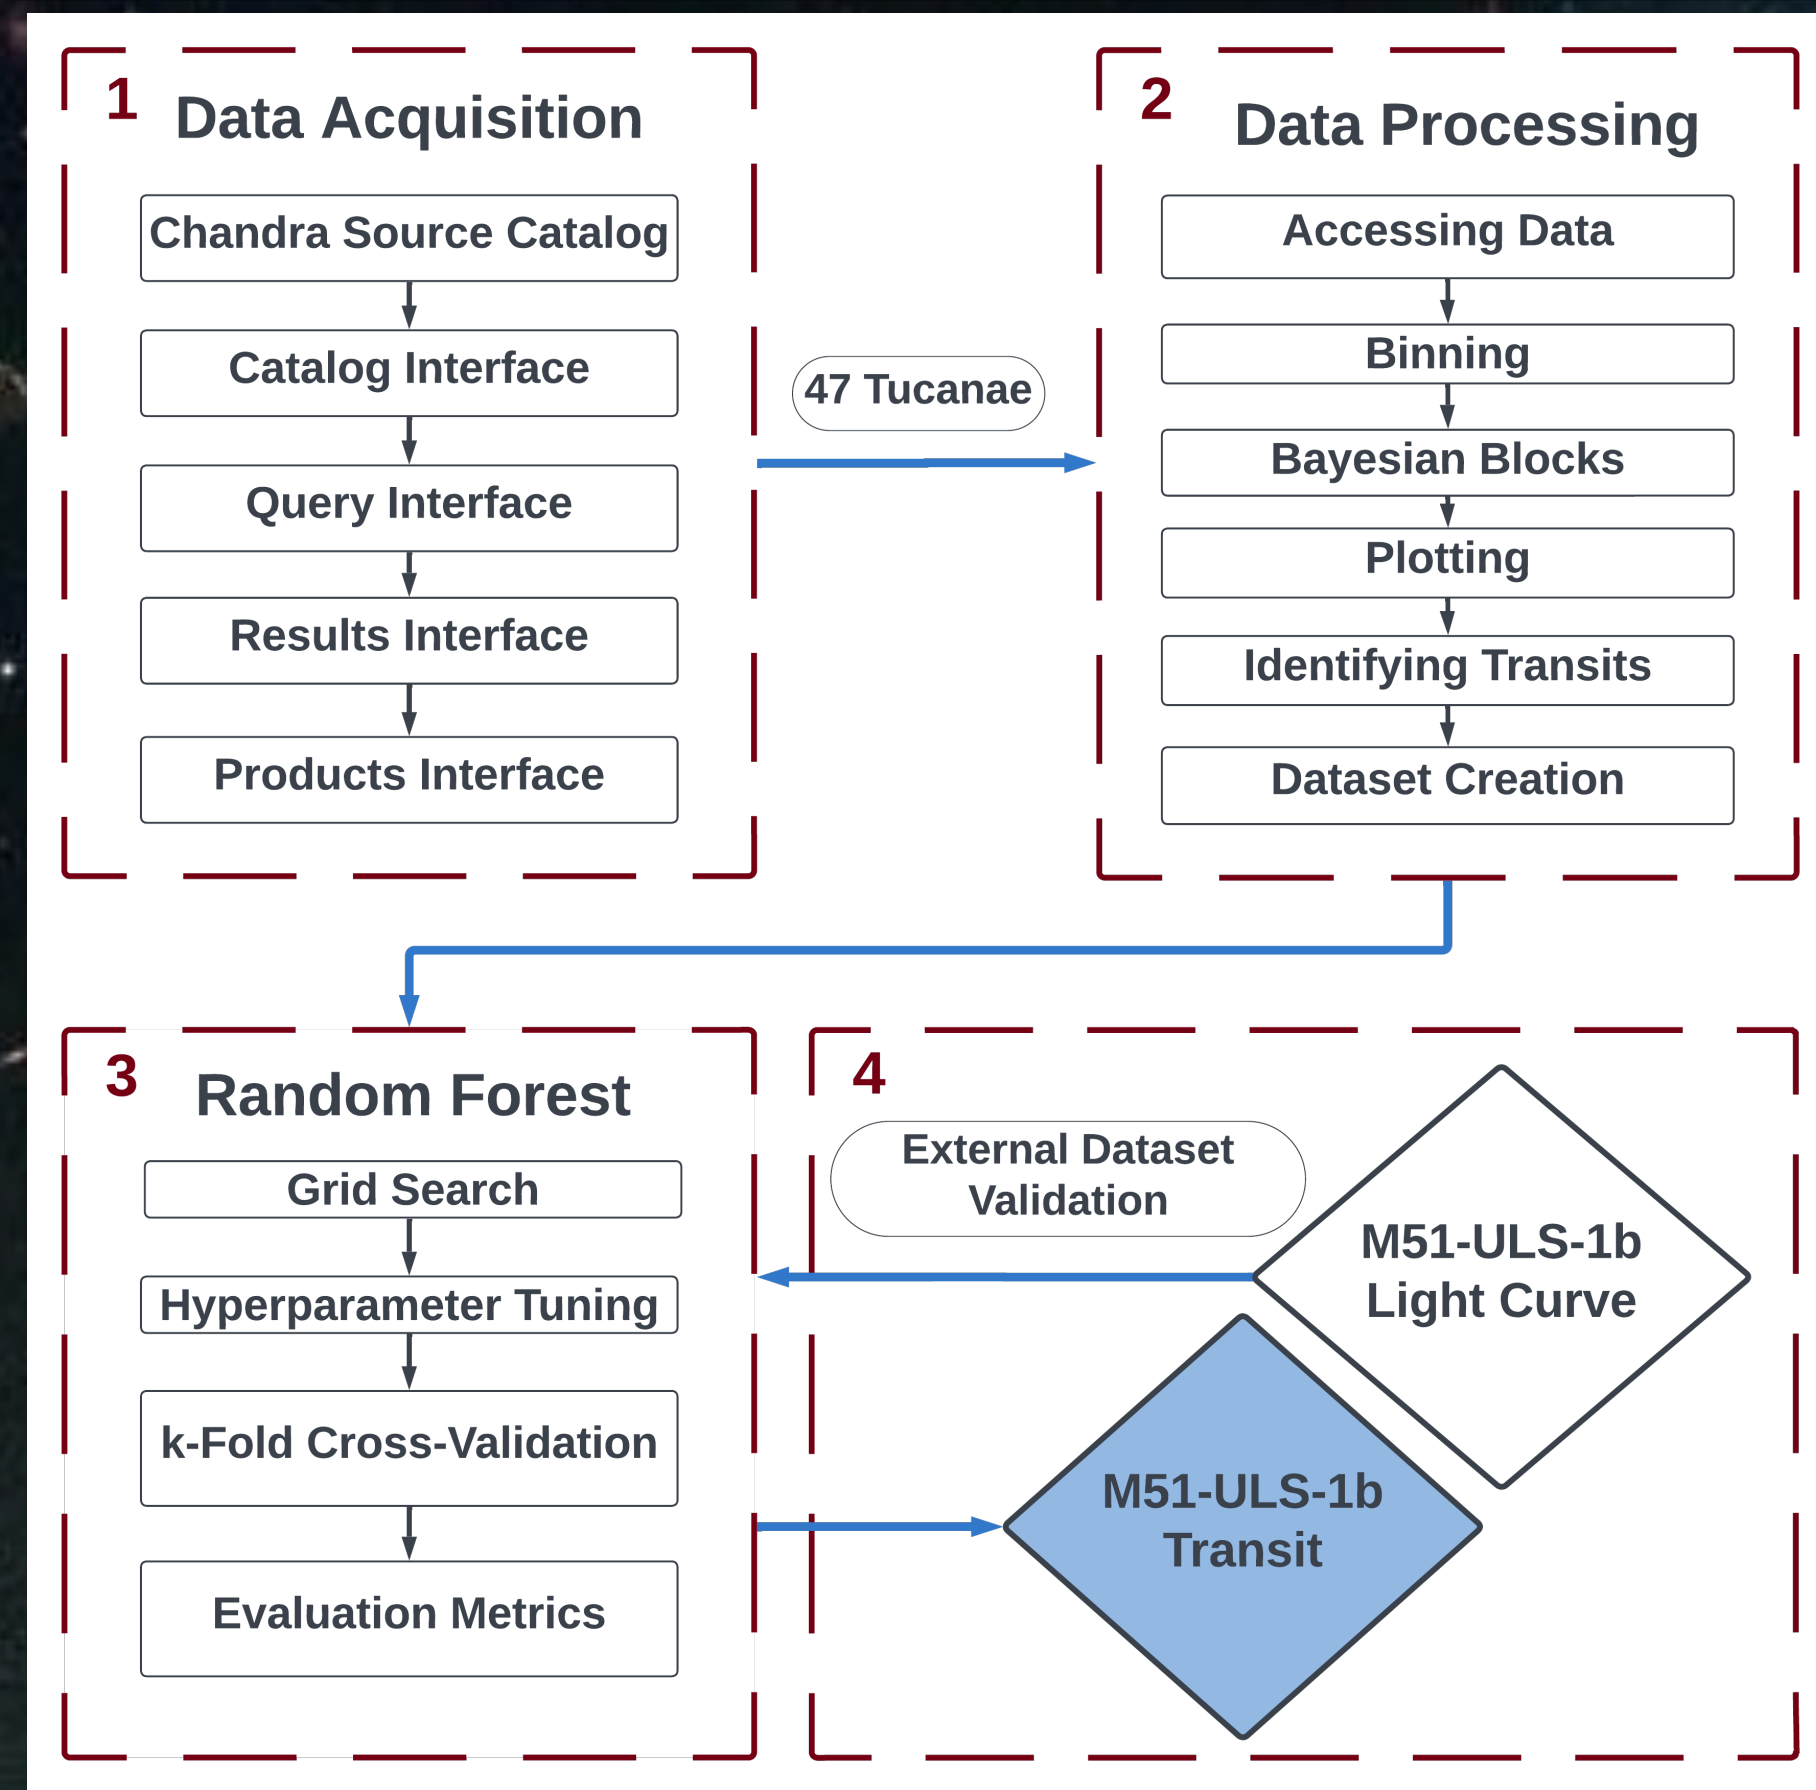 1
Data Acquisition
Chandra Source Catalog
Catalog Interface
Query Interface
Results Interface
Products Interface
47 Tucanae
2
Data Processing
Accessing Data
Binning
Bayesian Blocks
Plotting
Identifying Transits
Dataset Creation
3
Random Forest
Grid Search
Hyperparameter Tuning
k-Fold Cross-Validation
Evaluation Metrics
4
External Dataset
Validation
M51-ULS-1b
Light Curve
M51-ULS-1b
Transit